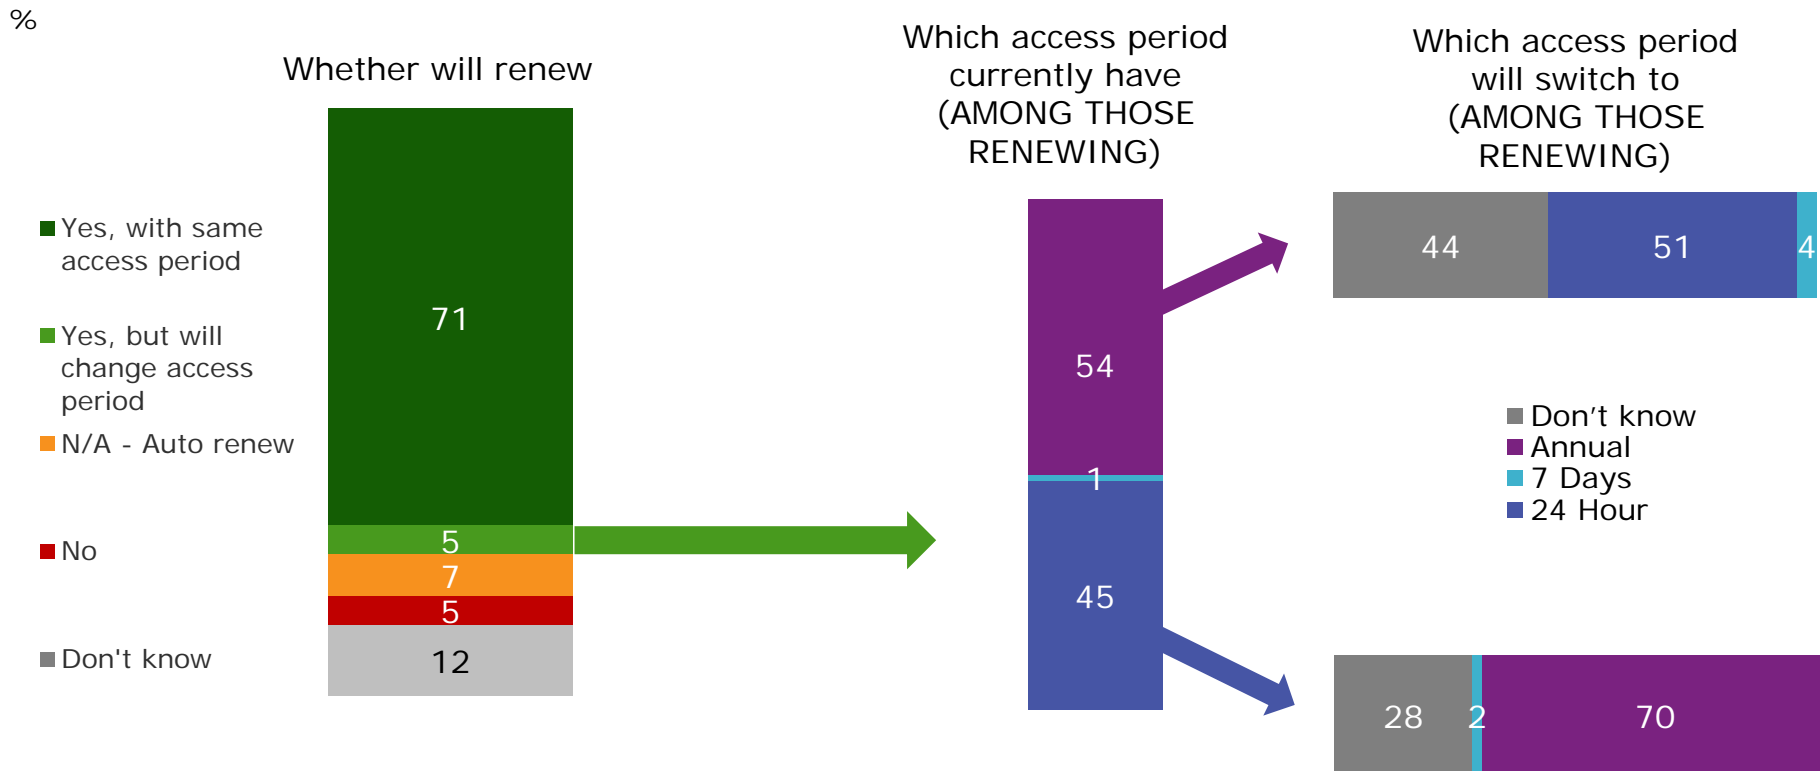 %
Whether will renew
Yes, with same
access period
Yes, but will
change access
period
N/A - Auto renew
No
Don't know
71
5
7
5
12
Which access period
currently have
(AMONG THOSE
RENEWING)
54
1
45
Which access period
will switch to
(AMONG THOSE
RENEWING)
44 51 4
Don't know
Annual
7 Days
24 Hour
28 2 70